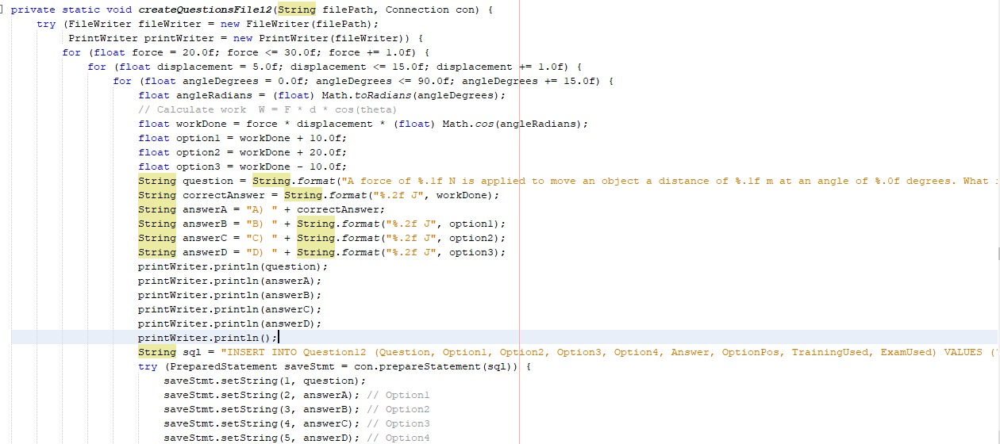 private static void createQuestionsFile12(String filePath, Connection con) {
try (FileWriter fileWriter = new FileWriter(filePath);
PrintWriter printWriter = new PrintWriter(fileWriter)) {
for (float force = 20.0f; force <= 30.0f; force += 1.0f) {
for (float displacement = 5.0f; displacement <= 15.0f; displacement += 1.0f) {
for (float angleDegrees = 0.0f; angleDegrees <= 90.0f; angleDegrees += 15.0f) {
float angleRadians = (float) Math.toRadians(angleDegrees);
// Calculate work  W = F * d * cos(theta)
float workDone = force * displacement * (float) Math.cos(angleRadians);
float option1 = workDone + 10.0f;
float option2 = workDone + 20.0f;
float option3 = workDone - 10.0f;
String question = String.format("A force of %.1f N is applied to move an object a distance of %.1f m at an angle of %.0f degrees. What
String correctAnswer = String.format("%.2f J", workDone);
String answerA = "A) " + correctAnswer;
String answerB = "B) " + String.format("%.2f J", option1);
String answerC = "C) " + String.format("%.2f J", option2);
String answerD = "D) " + String.format("%.2f J", option3);
printWriter.println(question);
printWriter.println(answerA);
printWriter.println(answerB);
printWriter.println(answerC);
printWriter.println(answerD);
printWriter.println();
String sql = "INSERT INTO Question12 (Question, Option1, Option2, Option3, Option4, Answer, OptionPos, TrainingUsed, ExamUsed) VALUES (
try (PreparedStatement saveStmt = con.prepareStatement(sql)) {
saveStmt.setString(1, question);
saveStmt.setString(2, answerA); // Option1
saveStmt.setString(3, answerB); // Option2
saveStmt.setString(4, answerC); // Option3
saveStmt.setString(5, answerD); // Option4